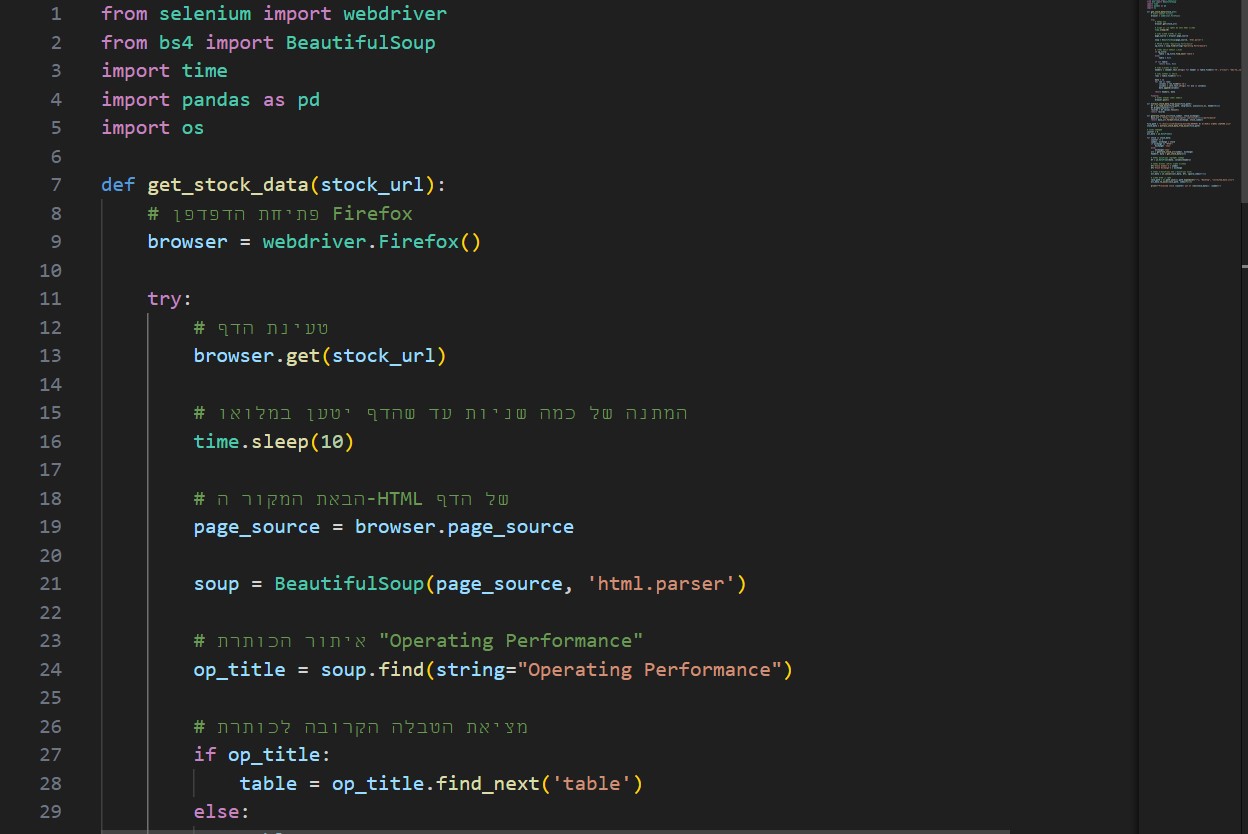 1 from selenium import webdriver
2 from bs4 import BeautifulSoup
3 import time
4 import pandas as pd
5 import os
6
7 def get_stock_data(stock_url):
8 # פתיחת הדפדפן Firefox
9 browser = webdriver.Firefox()
10
11 try:
12 # טעינת הדף
13 browser.get(stock_url)
14
15 # המתנה של כמה שניות עד שהדף יטען במלואו
16 time.sleep(10)
17
18 # הבאת המקור ה-HTML של הדף
19 page_source = browser.page_source
20
21 soup = BeautifulSoup(page_source, 'html.parser')
22
23 # איתור הכותרת "Operating Performance"
24 op_title = soup.find(string="Operating Performance")
25
26 # מציאת הטבלה הקרובה לכותרת
27 if op_title:
28 table = op_title.find_next('table')
29 else: